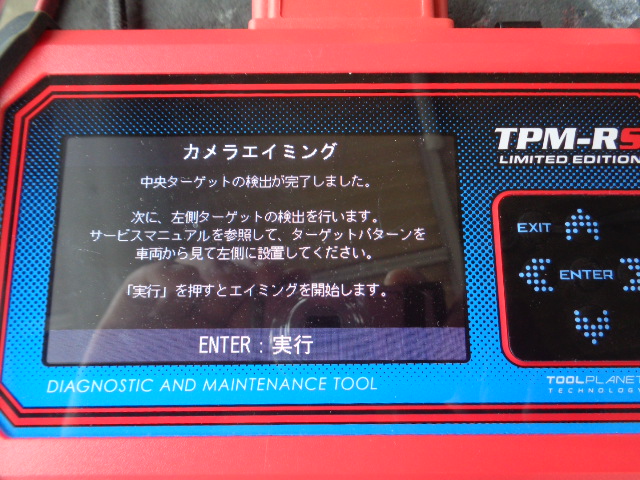 カメラエイミング
中央ターゲットの検出が完了しました。
次に、左側ターゲットの検出を行います。
サービスマニュアルを参照して、ターゲットパターンを
車両から見て左側に設置してください。
「実行」を押すとエイミングを開始します。
ENTER：実行
DIAGNOSTIC AND MAINTENANCE TOOL
TPM-RS
LIMITED EDITION
EXIT
ENTER
TOOLPLANET
TECHNOLOGY